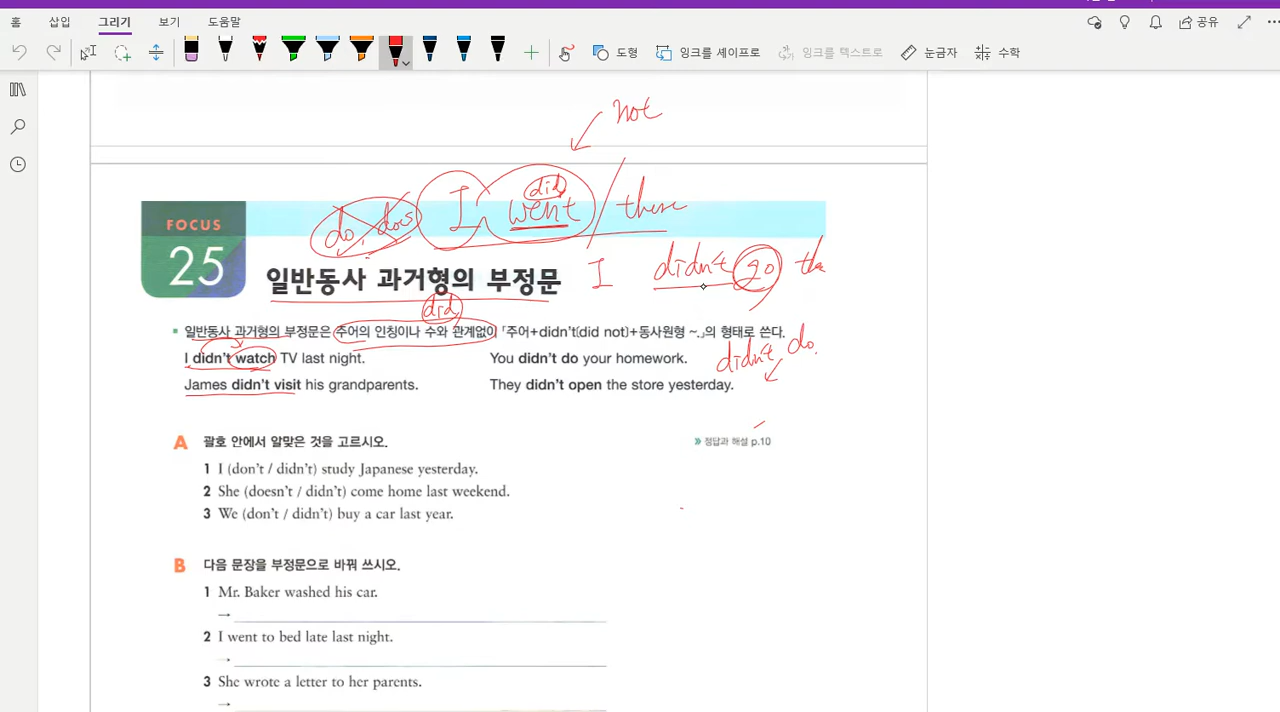 홈 삽입 그리기 보기 도움말
공유
도형 잉크를 셰이프로 잉크를 텍스트로 눈금자 수학
not
did
do does I went / there
FOCUS
25
일반동사 과거형의 부정문
I didn't go the
did
일반동사 과거형의 부정문은 주어의 인칭이나 수와 관계없이 「주어+didn't(did not)+동사원형 ~.」의 형태로 쓴다.
I didn't watch TV last night.
You didn't do your homework.
didn't do.
James didn't visit his grandparents.
They didn't open the store yesterday.
A 괄호 안에서 알맞은 것을 고르시오.
» 정답과 해설 p.10
1 I (don't / didn't) study Japanese yesterday.
2 She (doesn't / didn't) come home last weekend.
3 We (don't / didn't) buy a car last year.
B 다음 문장을 부정문으로 바꿔 쓰시오.
1 Mr. Baker washed his car.
→
2 I went to bed late last night.
→
3 She wrote a letter to her parents.
→